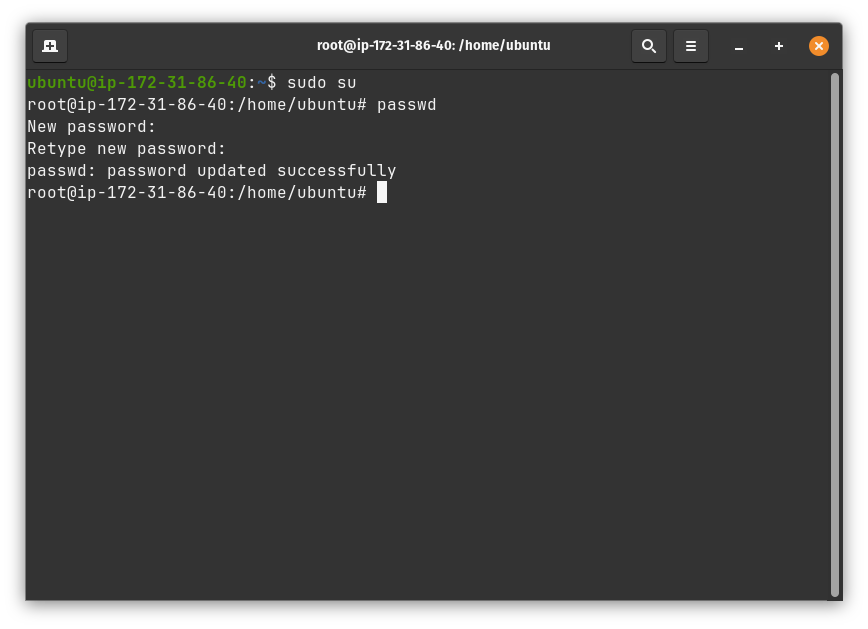 root@ip-172-31-86-40: /home/ubuntu
ubuntu@ip-172-31-86-40:~$ sudo su
root@ip-172-31-86-40:/home/ubuntu# passwd
New password:
Retype new password:
passwd: password updated successfully
root@ip-172-31-86-40:/home/ubuntu#